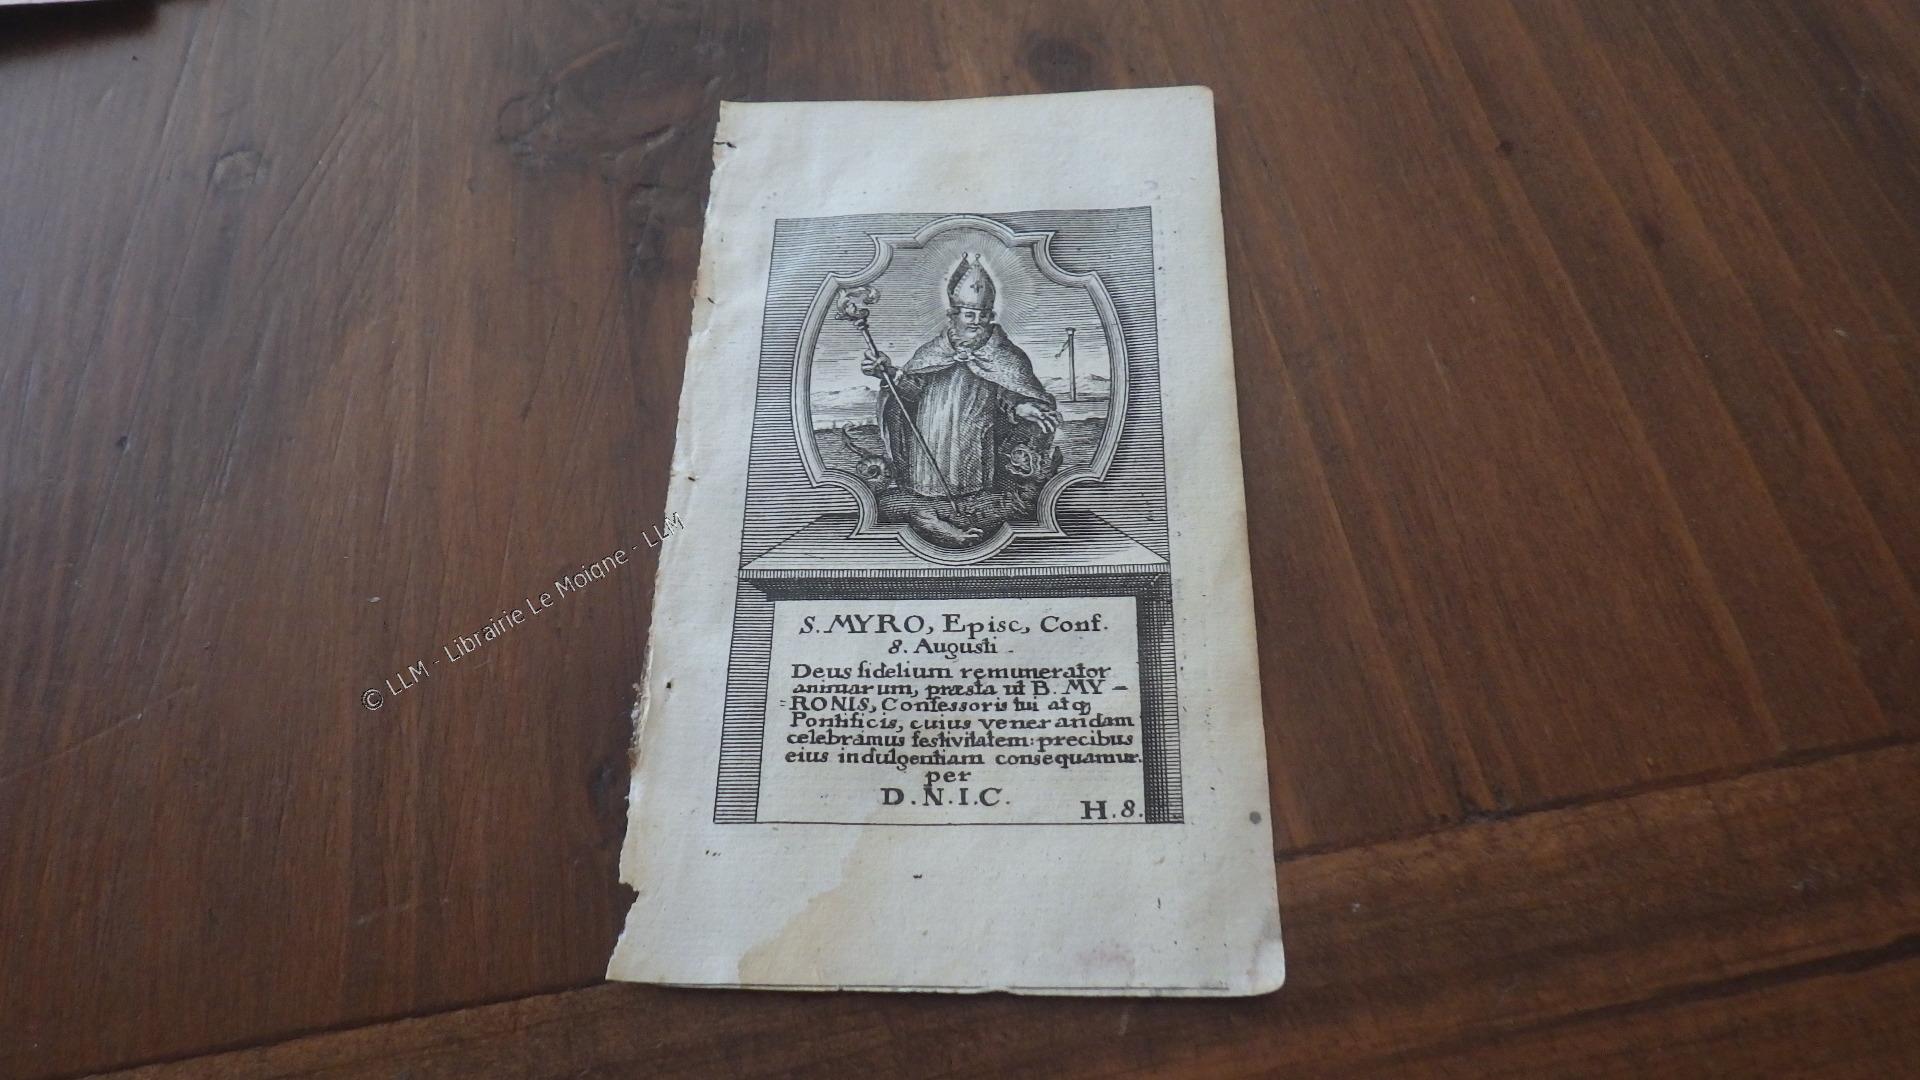 S. MYRO, Episc, Conf.
8. Augusti.
Deus fidelium remunerator
animarum, præsta ut B. MY-
RONIS, Confessoris tui atq
Pontificis, cuius venerandam
celebramus festivitatem: precibus
eius indulgentiam consequamur.
per
D.N.I.C.
H.8.
© LLM - Librairie Le Moigne - LLM